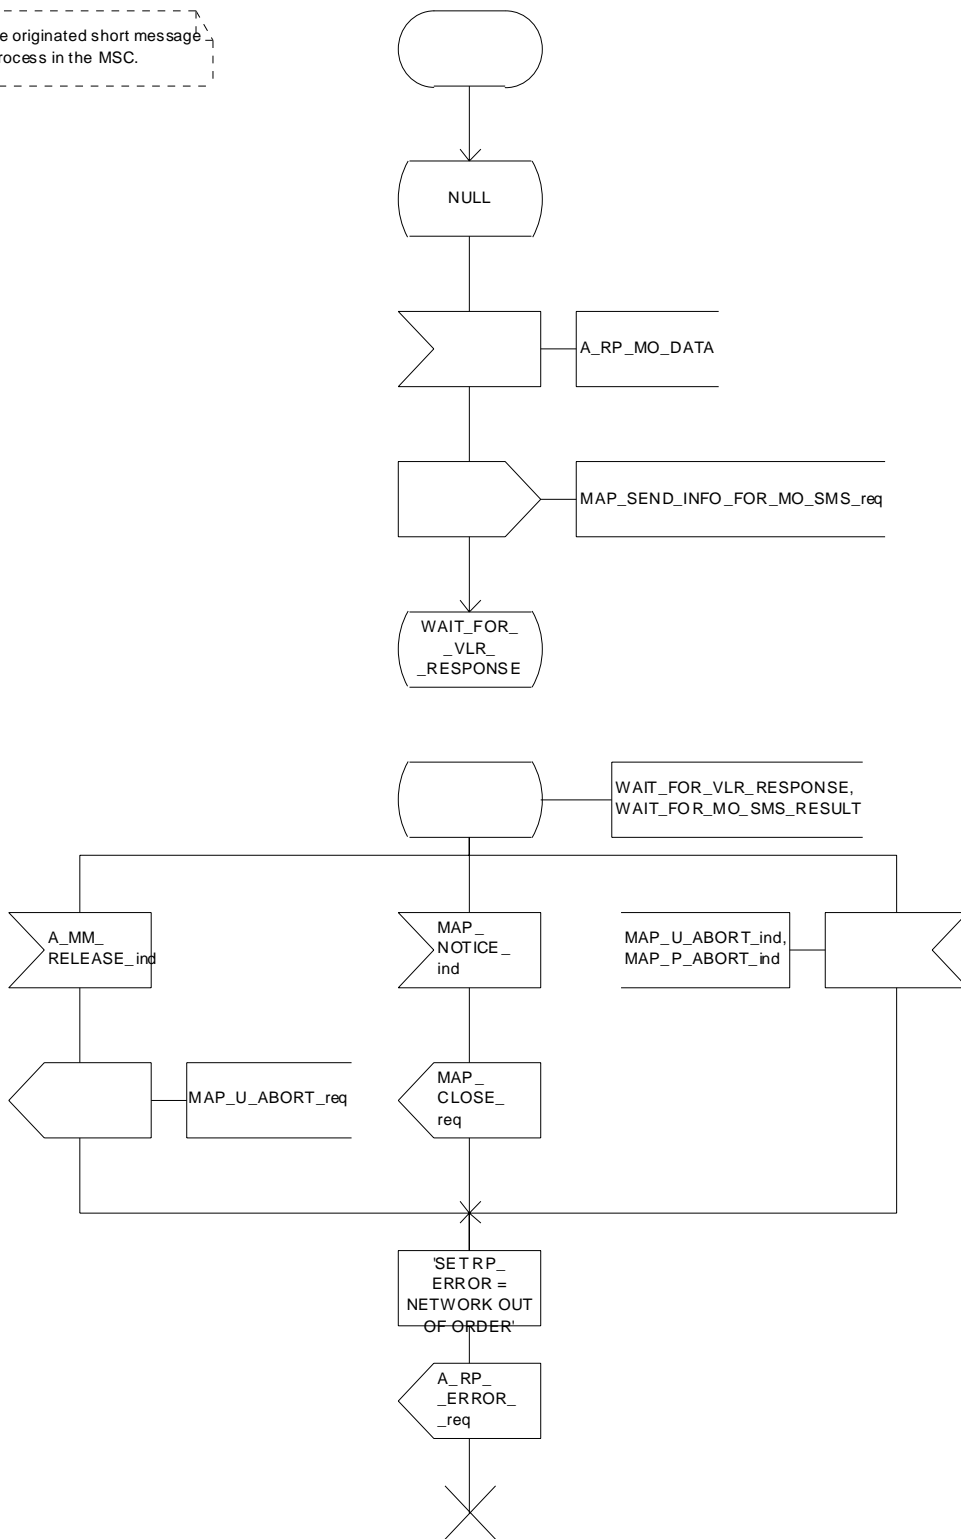 e originated short message
rocess in the MSC.
NULL
A_RP_MO_DATA
MAP_SEND_INFO_FOR_MO_SMS_req
WAIT_FOR_
_VLR_
_RESPONSE
WAIT_FOR_VLR_RESPONSE,
WAIT_FOR_MO_SMS_RESULT
A_MM_
RELEASE_ind
MAP_
NOTICE_
ind
MAP_U_ABORT_ind,
MAP_P_ABORT_ind
MAP_U_ABORT_req
MAP_
CLOSE_
req
'SET RP_
ERROR =
NETWORK OUT
OF ORDER'
A_RP_
_ERROR_
_req